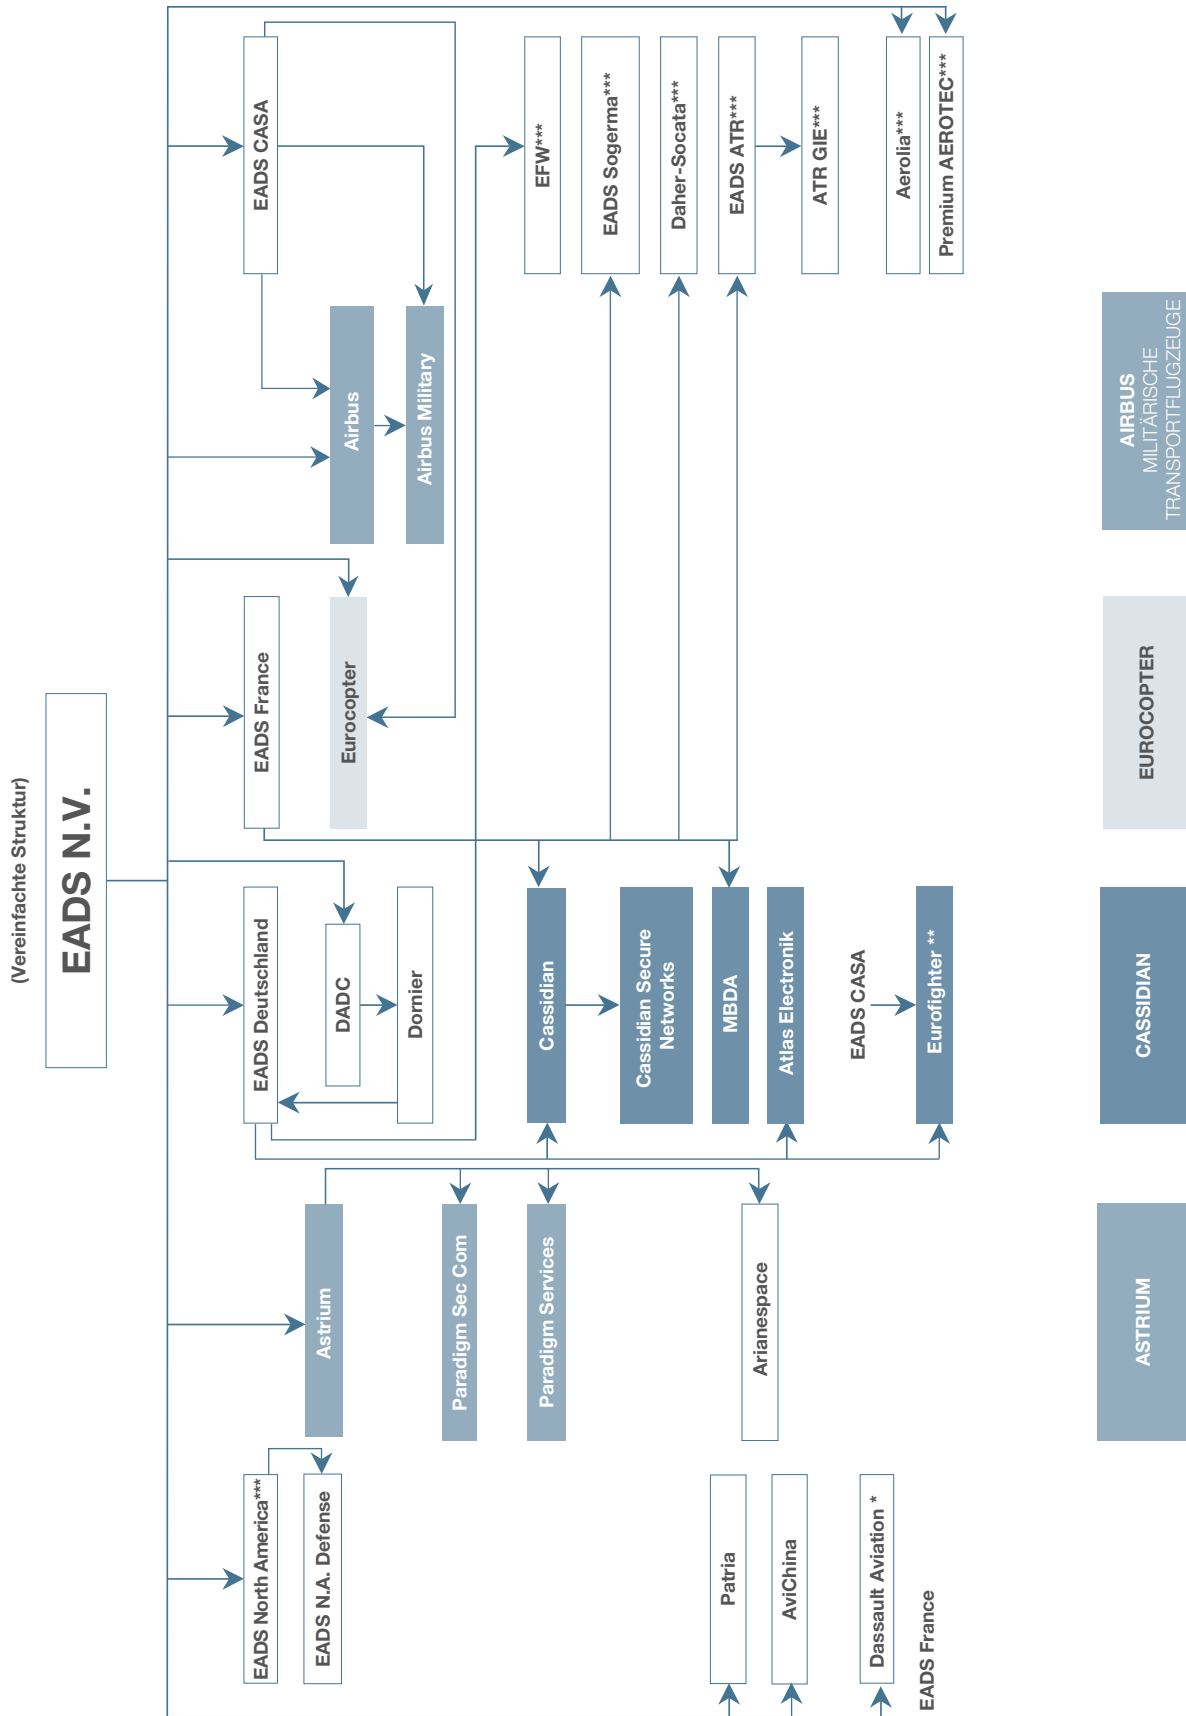 (Vereinfachte Struktur)
EADS N.V.
EADS North America***
EADS N.A. Defense
Patria
AviChina
Dassault Aviation *
EADS France
Astrium
Paradigm Sec Com
Paradigm Services
Arianespace
EADS Deutschland
DADC
Dornier
Cassidian
Cassidian Secure
Networks
MBDA
Atlas Electronik
EADS CASA
Eurofighter **
EADS France
Eurocopter
EADS CASA
Airbus
Airbus Military
EFW***
EADS Sogerma***
Daher-Socata***
EADS ATR***
ATR GIE***
Aerolia***
Premium AEROTEC***
ASTRIUM
CASSIDIAN
EUROCOPTER
AIRBUS
MILITÄRISCHE
TRANSPORTFLUGZEUGE